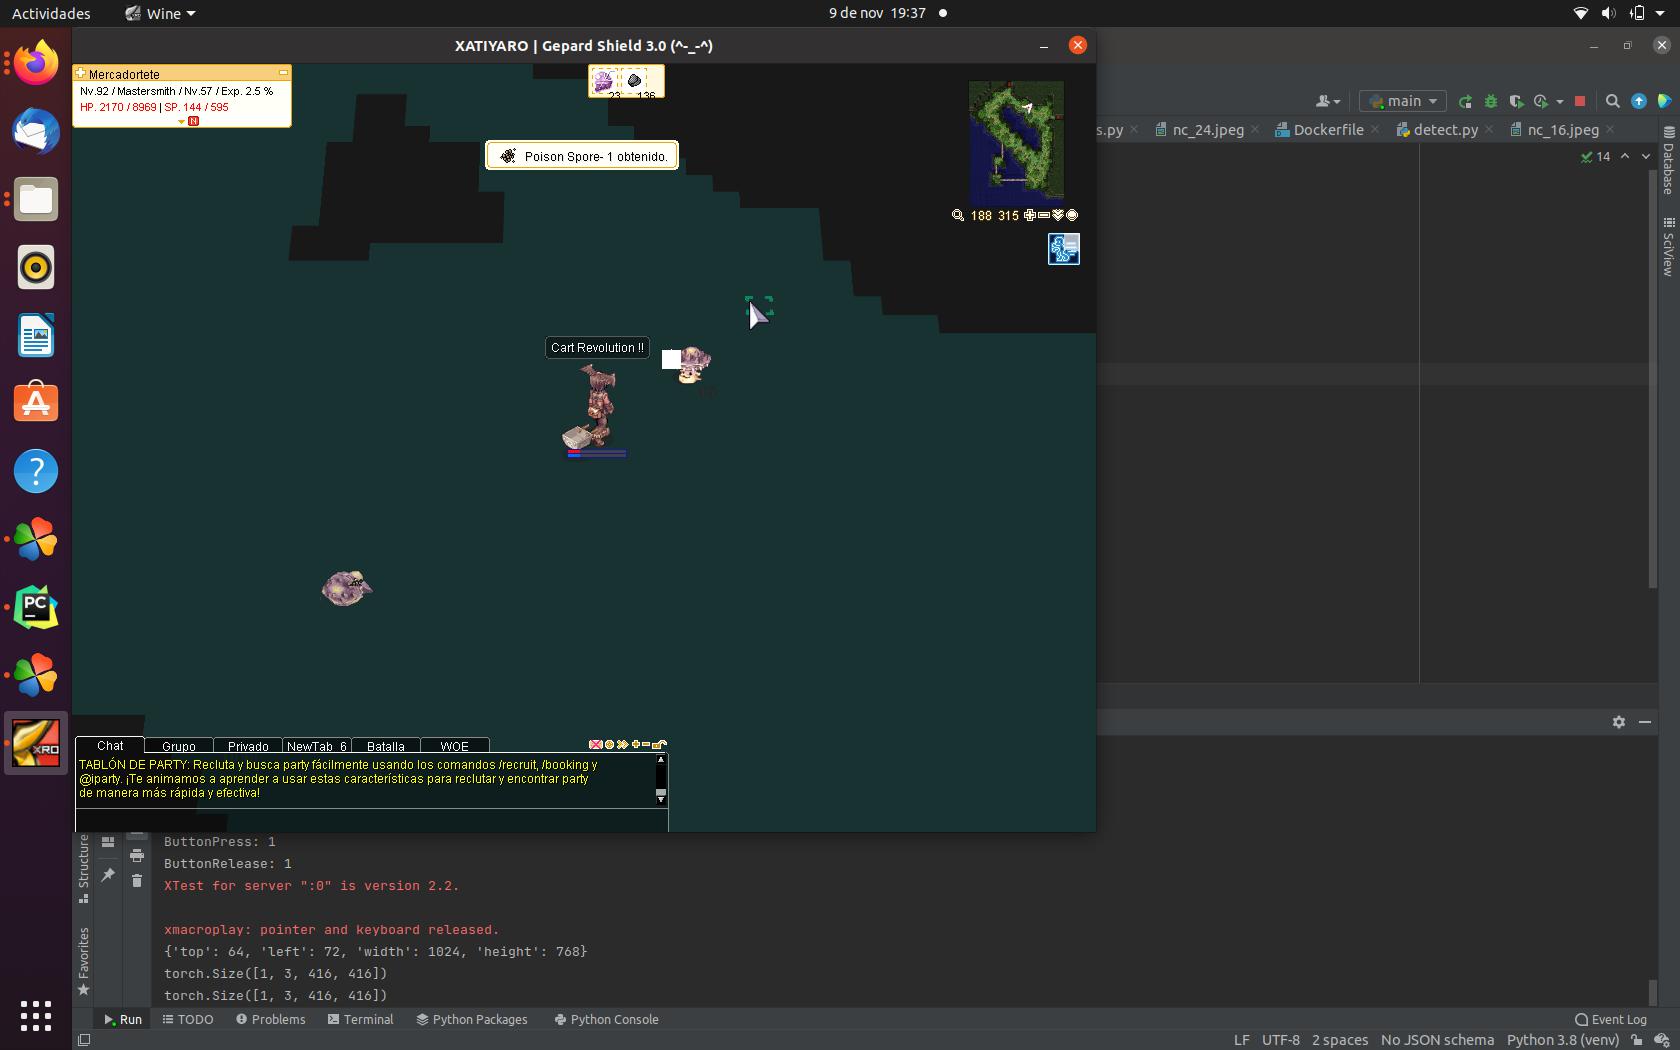 Actividades
Wine
9 de nov 19:37
XATIYARO | Gepard Shield 3.0 (^-_-^)
Mercadortete
Nv.92 / Mastersmith / Nv.57 / Exp. 2.5 %
HP. 2170 / 8969 | SP. 144 / 595
N
23
136
Poison Spore- 1 obtenido.
188 315
main
s.py
nc_24.jpeg
Dockerfile
detect.py
nc_16.jpeg
14
Database
SciView
Cart Revolution !!
PC
XRO
Chat
Grupo
Privado
NewTab_6
Batalla
WOE
TABLÓN DE PARTY: Recluta y busca party fácilmente usando los comandos /recruit, /booking y
@iparty. ¡Te animamos a aprender a usar estas características para reclutar y encontrar party
de manera más rápida y efectiva!
Structure
Favorites
ButtonPress: 1
ButtonRelease: 1
XTest for server ":0" is version 2.2.
xmacroplay: pointer and keyboard released.
{'top': 64, 'left': 72, 'width': 1024, 'height': 768}
torch.Size([1, 3, 416, 416])
torch.Size([1, 3, 416, 416])
Run
TODO
Problems
Terminal
Python Packages
Python Console
Event Log
LF
UTF-8
2 spaces
No JSON schema
Python 3.8 (venv)